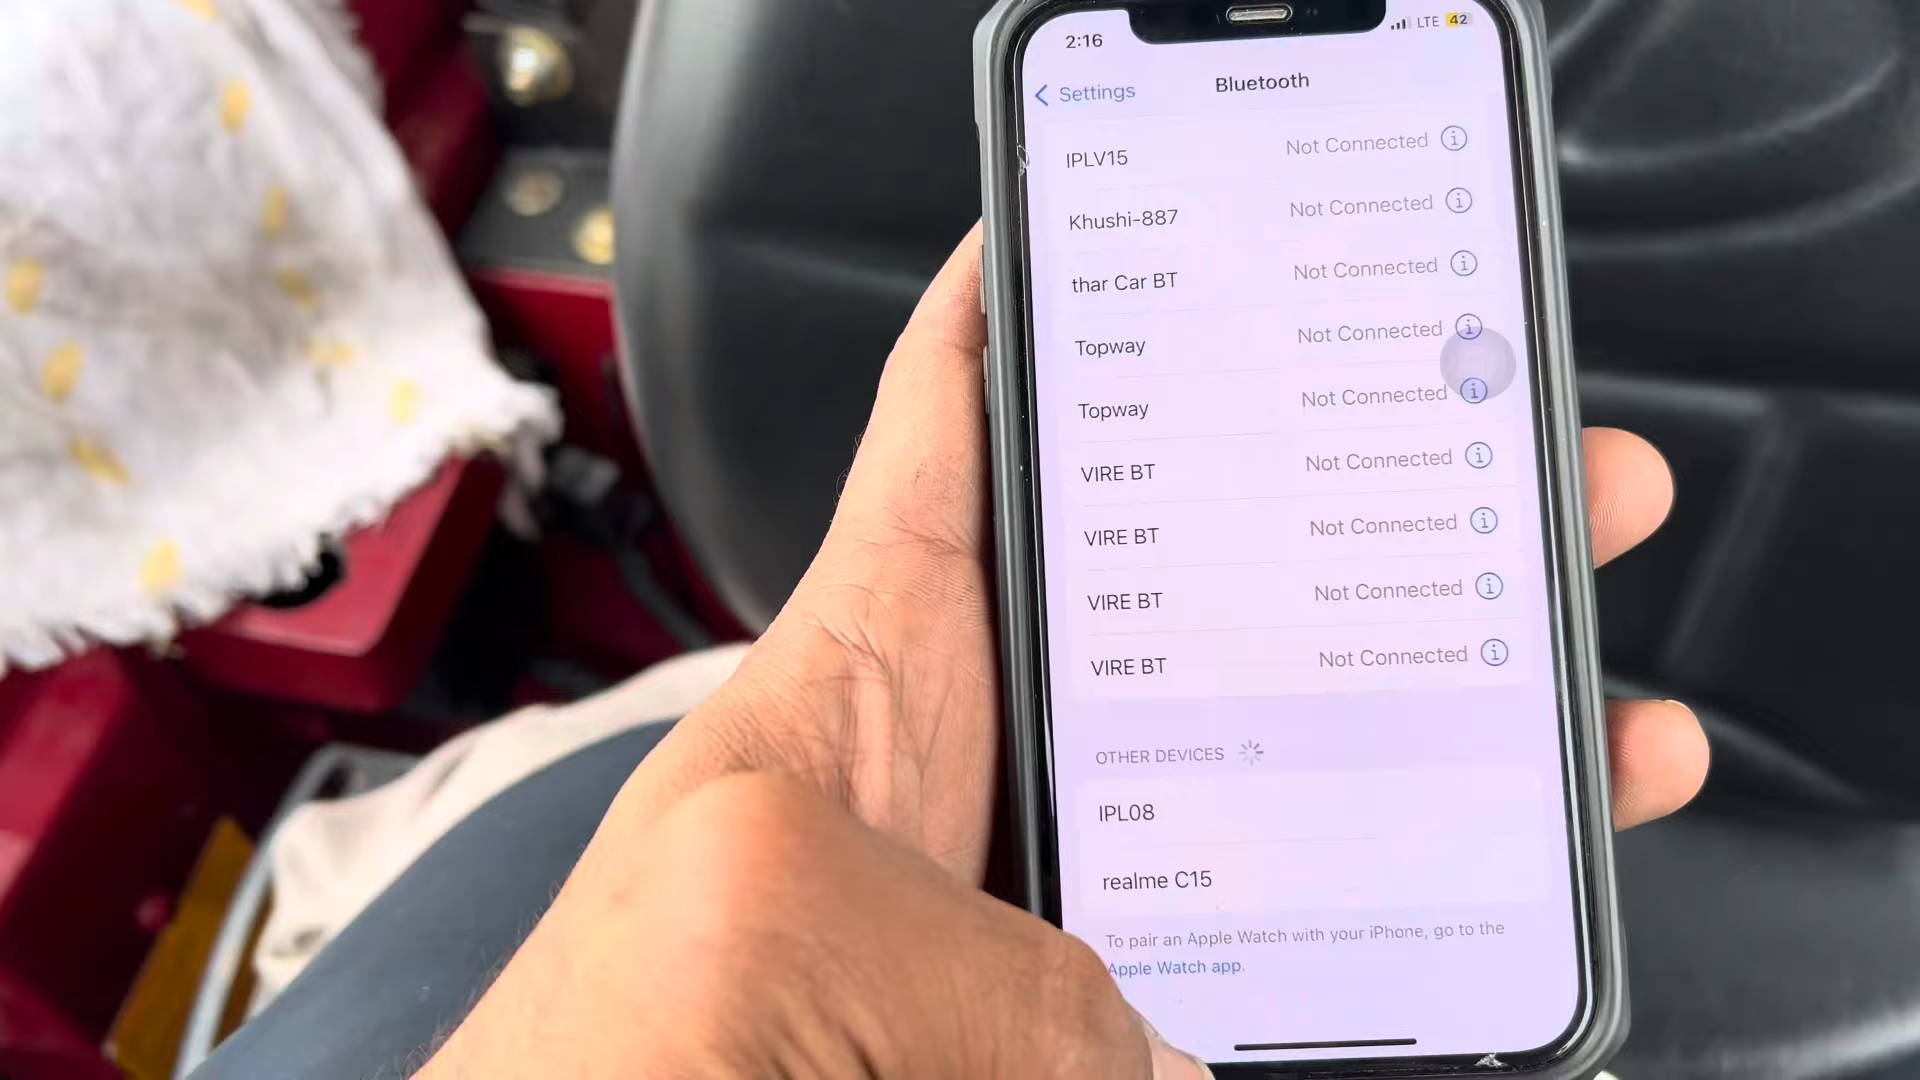 2:16 LTE 42
Settings Bluetooth
IPLV15 Not Connected
Khushi-887 Not Connected
thar Car BT Not Connected
Topway Not Connected
Topway Not Connected
VIRE BT Not Connected
VIRE BT Not Connected
VIRE BT Not Connected
VIRE BT Not Connected
OTHER DEVICES
IPL08
realme C15
To pair an Apple Watch with your iPhone, go to the
Apple Watch app.